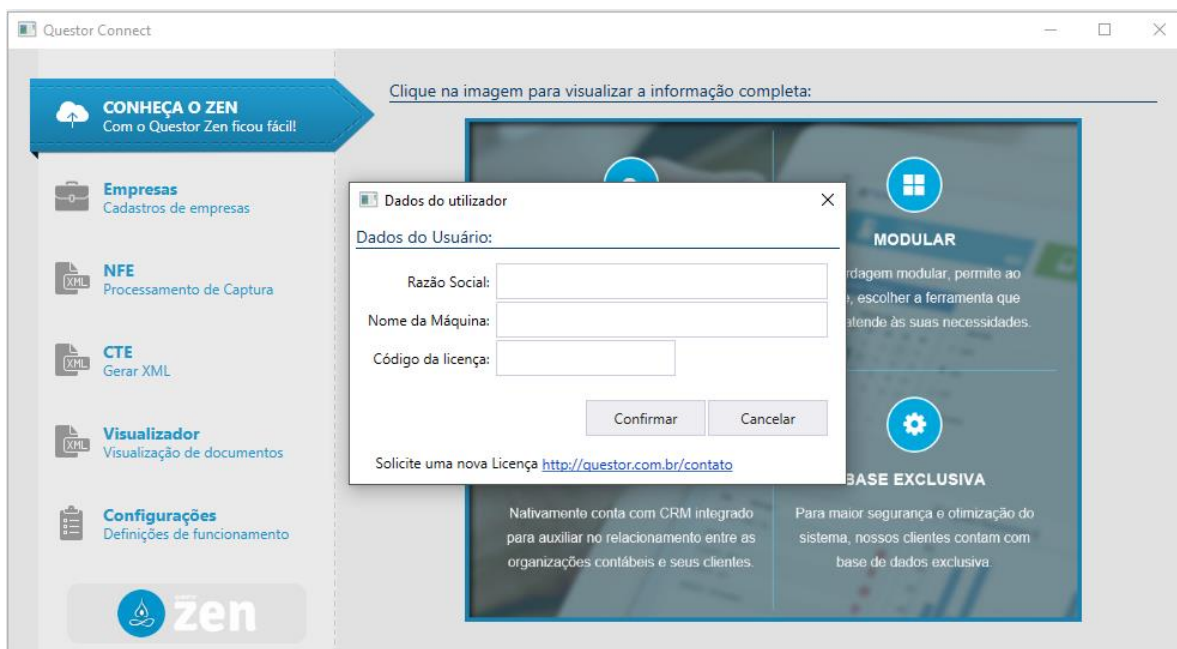 Questor Connect
CONHEÇA O ZEN
Com o Questor Zen ficou fácil!
Empresas
Cadastros de empresas
NFE
Processamento de Captura
CTE
Gerar XML
Visualizador
Visualização de documentos
Configurações
Definições de funcionamento
zen
Clique na imagem para visualizar a informação completa:
Dados do utilizador
Dados do Usuário:
Razão Social:
Nome da Máquina:
Código da licença:
Confirmar
Cancelar
Solicite uma nova Licença http://questor.com.br/contato
MODULAR
modular, permite ao
escolher a ferramenta que
atende às suas necessidades.
Nativamente conta com CRM integrado
para auxiliar no relacionamento entre as
organizações contábeis e seus clientes.
BASE EXCLUSIVA
Para maior segurança e otimização do
sistema, nossos clientes contam com
base de dados exclusiva.
XML
XML
XML